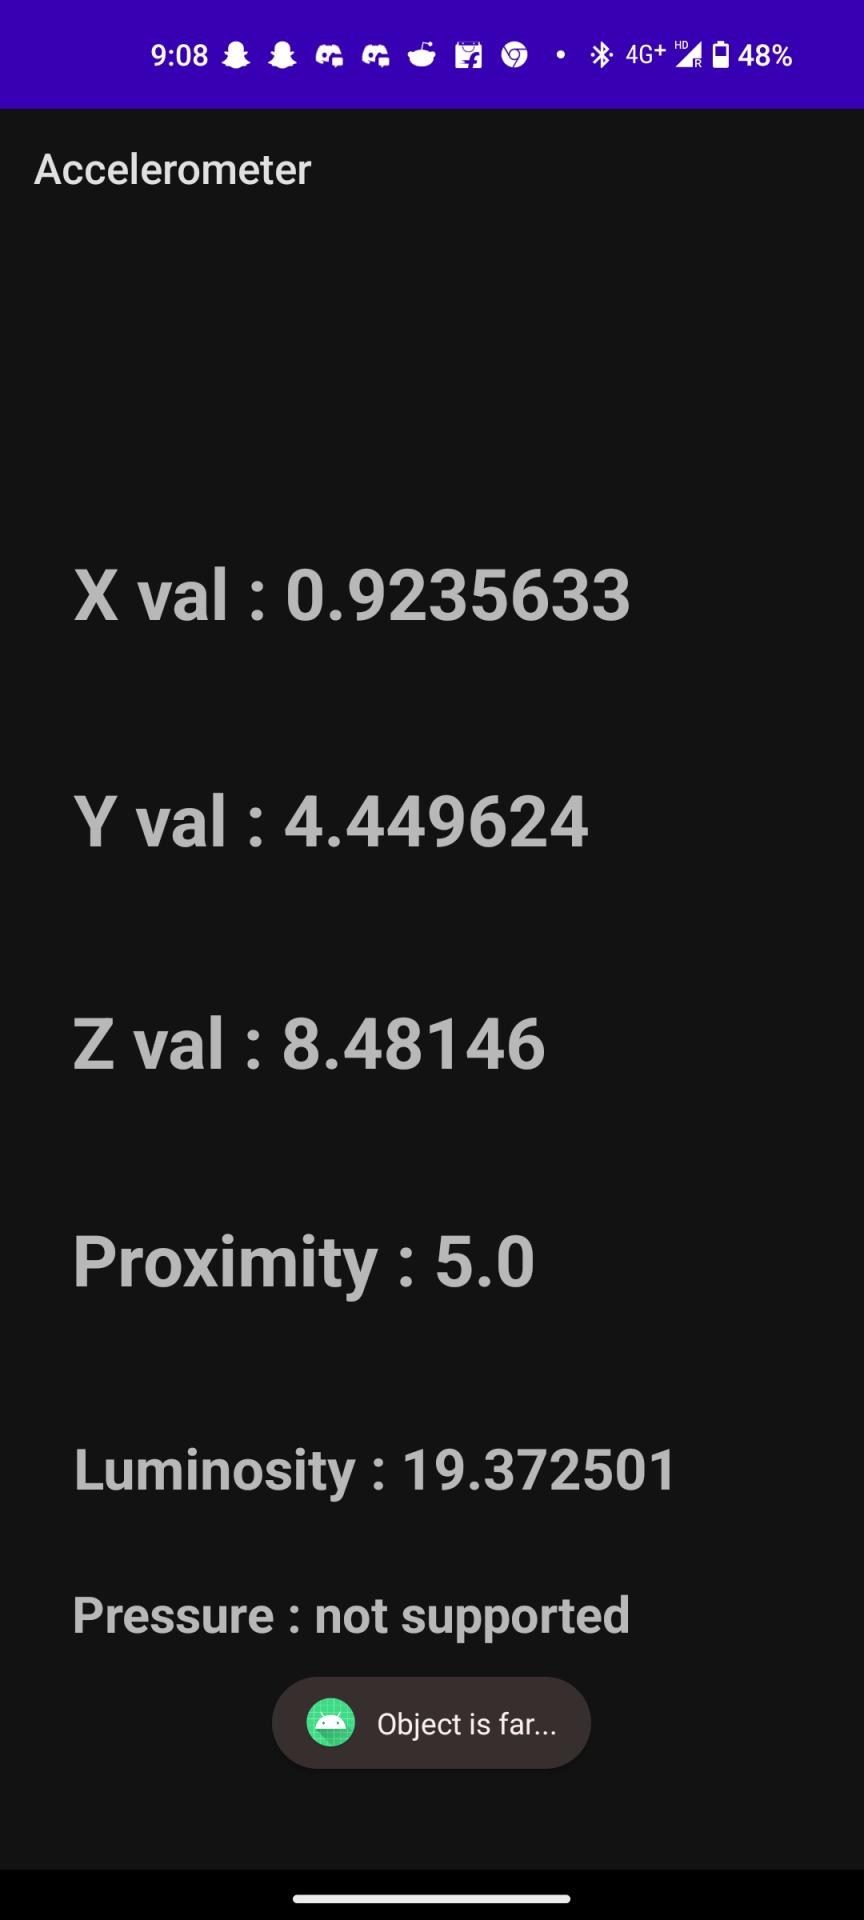 9:08 4G+ HD R 48%
Accelerometer
X val : 0.9235633
Y val : 4.449624
Z val : 8.48146
Proximity : 5.0
Luminosity : 19.372501
Pressure : not supported
Object is far...